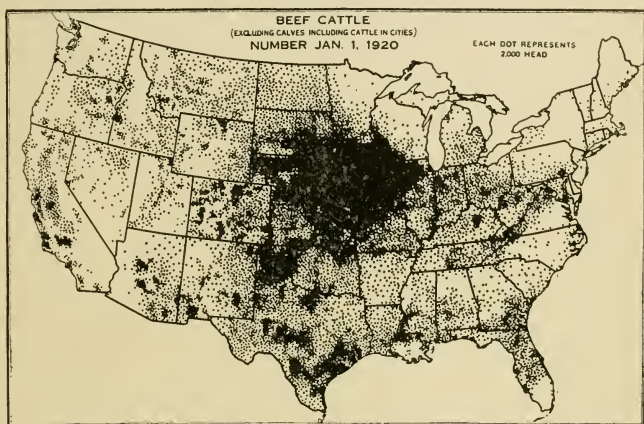 BEEF CATTLE
(EXCLUDING CALVES INCLUDING CATTLE IN CITIES)
NUMBER JAN. 1, 1920
EACH DOT REPRESENTS
2,000 HEAD